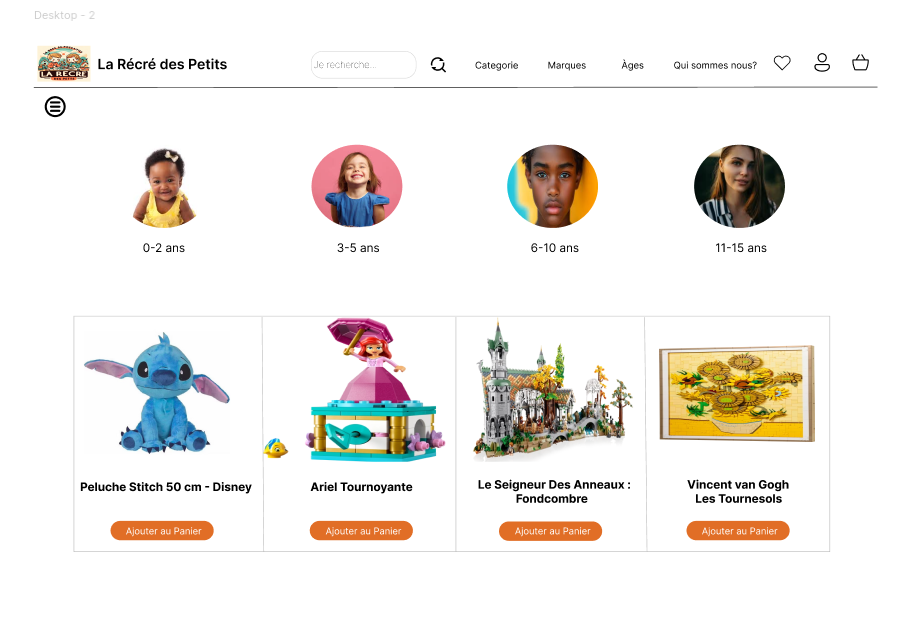 Desktop - 2
LA RÉCRÉ
La Récré des Petits
Je recherche...
Categorie
Marques
Àges
Qui sommes nous?
0-2 ans
3-5 ans
6-10 ans
11-15 ans
Peluche Stitch 50 cm - Disney
Ariel Tournoyante
Le Seigneur Des Anneaux :
Fondcombre
Vincent van Gogh
Les Tournesols
Ajouter au Panier
Ajouter au Panier
Ajouter au Panier
Ajouter au Panier